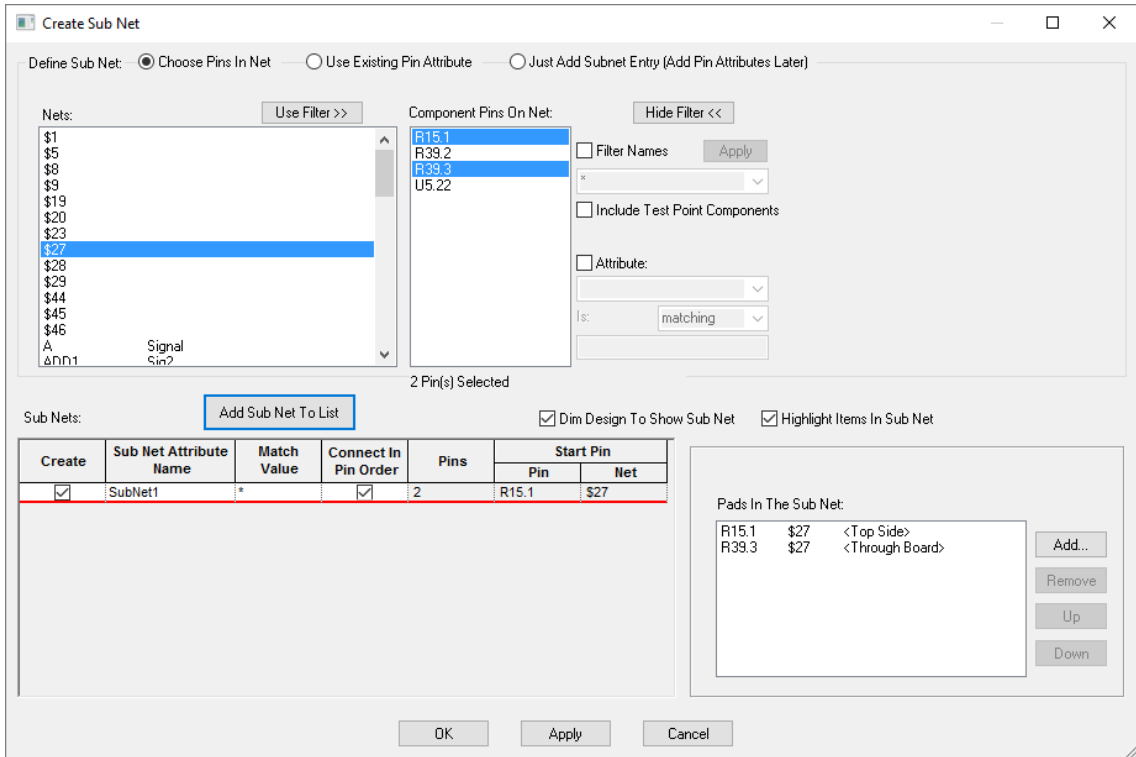 Create Sub Net
Define Sub Net: Choose Pins In Net Use Existing Pin Attribute Just Add Subnet Entry (Add Pin Attributes Later)
Nets: Use Filter >> Component Pins On Net: Hide Filter <<
$1
$5
$8
$9
$19
$20
$23
$27
$28
$29
$44
$45
$46
A Signal
ADD1 Sig2
R15.1
R39.2
R39.3
U5.22
Filter Names Apply
*
Include Test Point Components
Attribute:
Is: matching
2 Pin(s) Selected
Sub Nets: Add Sub Net To List Dim Design To Show Sub Net Highlight Items In Sub Net
Create Sub Net Attribute Name Match Value Connect In Pin Order Pins Start Pin
Pin Net
SubNet1 * 2 R15.1 $27
Pads In The Sub Net:
R15.1 $27 <Top Side>
R39.3 $27 <Through Board>
Add...
Remove
Up
Down
OK Apply Cancel